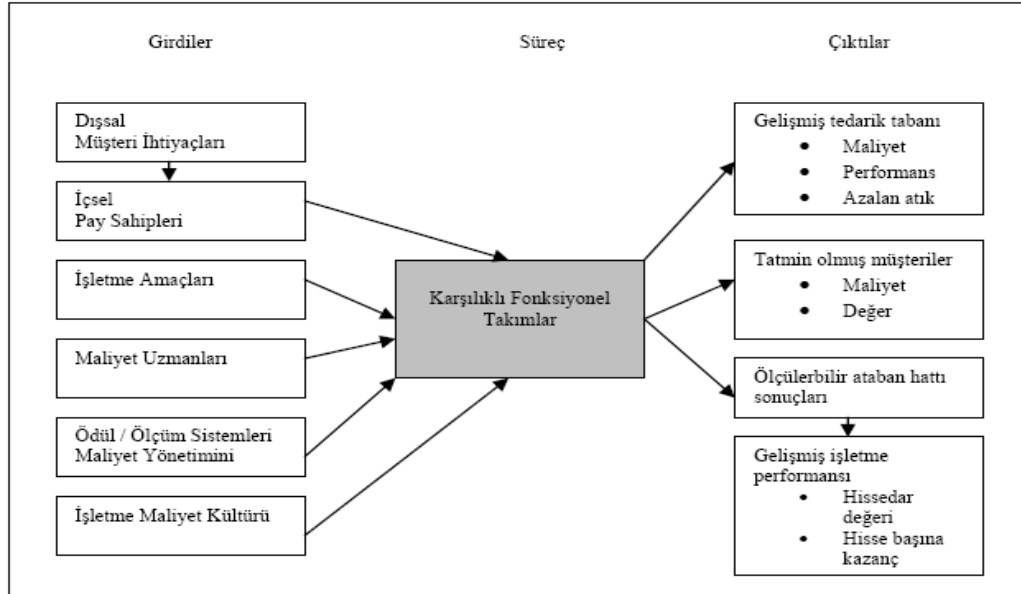 Girdiler
Süreç
Çıktılar
Dışsal
Müşteri İhtiyaçları
İçsel
Pay Sahipleri
İşletme Amaçları
Maliyet Uzmanları
Ödül / Ölçüm Sistemleri
Maliyet Yönetimini
İşletme Maliyet Kültürü
Karşılıklı Fonksiyonel
Takımlar
Gelişmiş tedarik tabanı
• Maliyet
• Performans
• Azalan atık
Tatmin olmuş müşteriler
• Maliyet
• Değer
Ölçülerbilir ataban hattı
sonuçları
Gelişmiş işletme
performansı
• Hissedar
değeri
• Hisse başına
kazanç